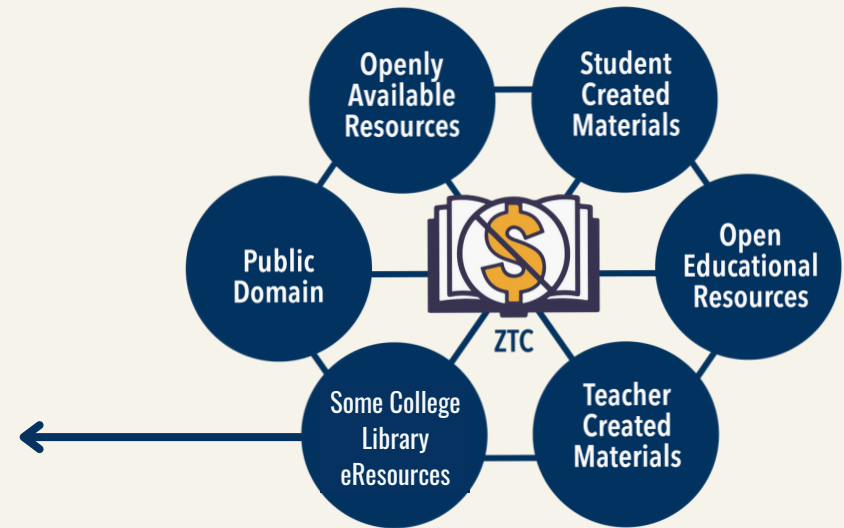 Openly
Available
Resources
Student
Created
Materials
Public
Domain
Open
Educational
Resources
$
ZTC
Some College
Library
eResources
Teacher
Created
Materials